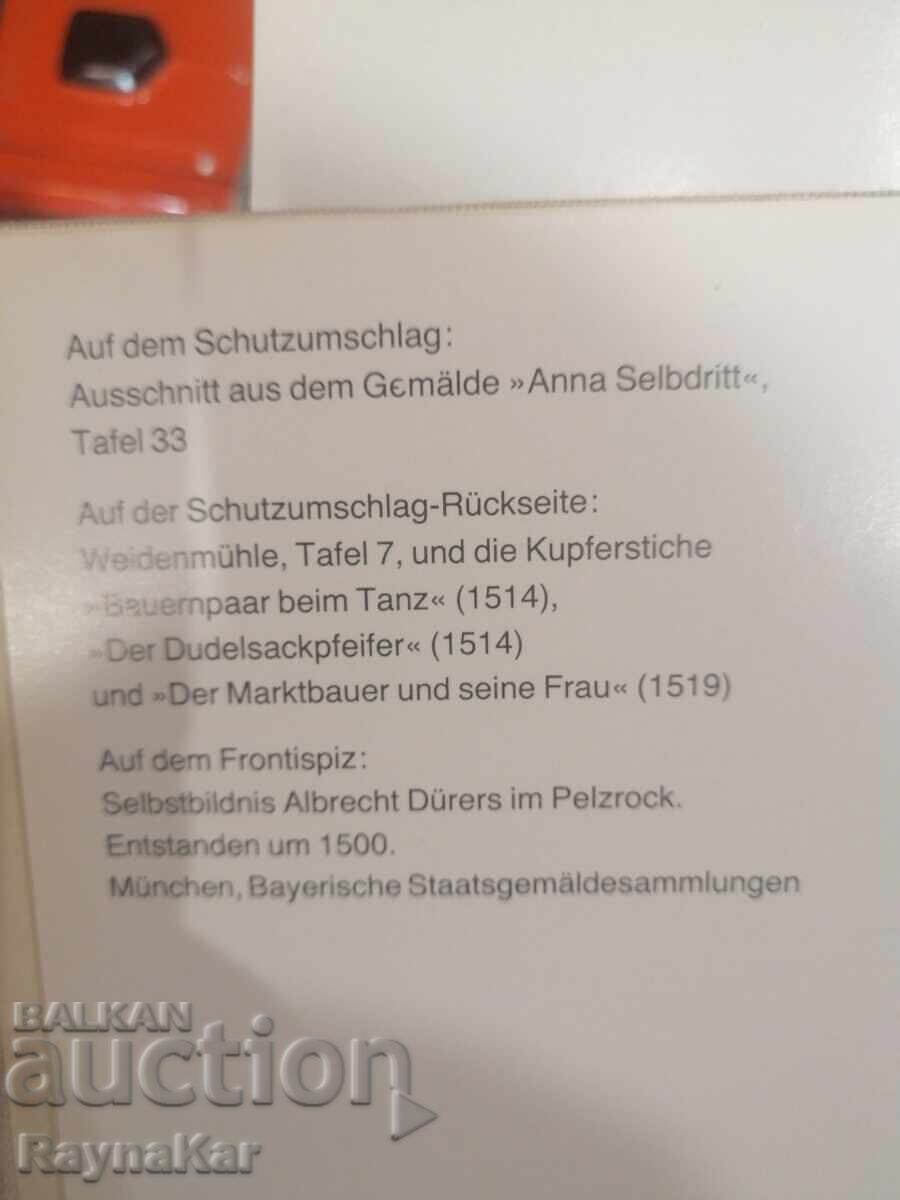 Auf dem Schutzumschlag:
Ausschnitt aus dem Gemälde »Anna Selbdritt«,
Tafel 33
Auf der Schutzumschlag-Rückseite:
Weidenmühle, Tafel 7, und die Kupferstiche
»Bauernpaar beim Tanz« (1514),
»Der Dudelsackpfeifer« (1514)
und »Der Marktbauer und seine Frau« (1519)
Auf dem Frontispiz:
Selbstbildnis Albrecht Dürers im Pelzrock.
Entstanden um 1500.
München, Bayerische Staatsgemäldesammlungen
BALKAN
auction
RaynaKar